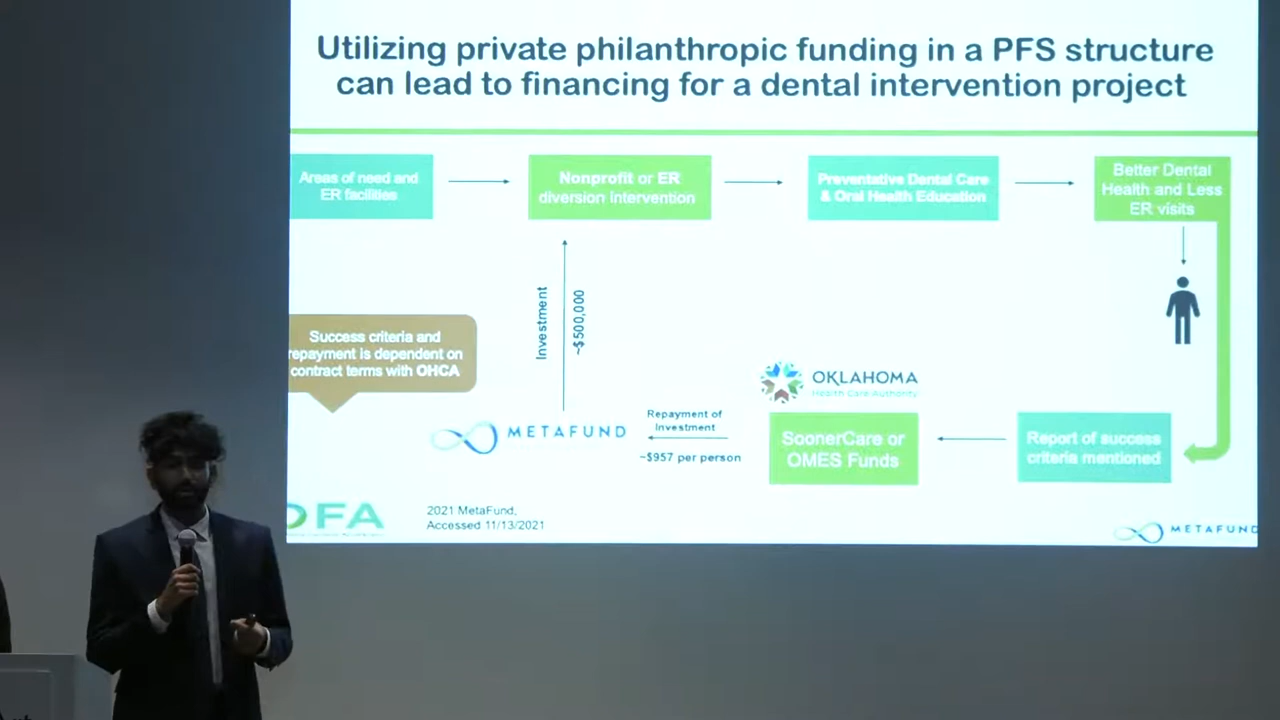 Utilizing private philanthropic funding in a PFS structure
can lead to financing for a dental intervention project
Areas of need and
ER facilities
Nonprofit or ER
diversion intervention
Preventative Dental Care
& Oral Health Education
Better Dental
Health and Less
ER visits
Investment
~$500,000
Success criteria and
repayment is dependent on
contract terms with OHCA
OKLAHOMA
Health Care Authority
METAFUND
Repayment of
Investment
~$957 per person
SoonerCare or
OMES Funds
Report of success
criteria mentioned
OFA
2021 MetaFund,
Accessed 11/13/2021
METAFUND